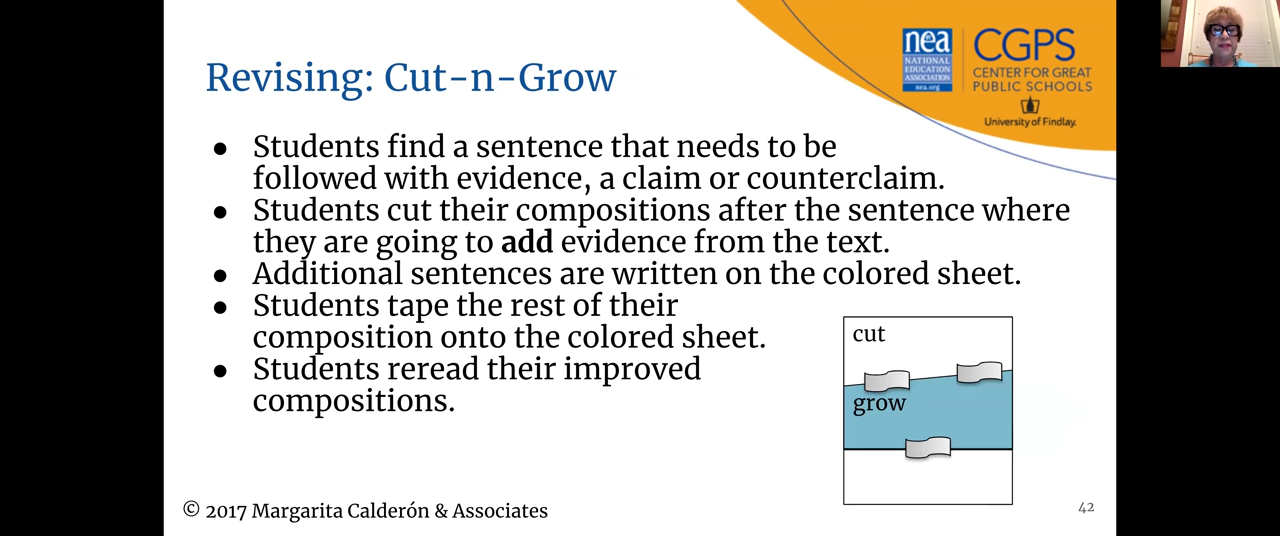 nea
NATIONAL
EDUCATION
ASSOCIATION
nea.org
CGPS
CENTER FOR GREAT
PUBLIC SCHOOLS
University of Findlay.
Revising: Cut-n-Grow
● Students find a sentence that needs to be
followed with evidence, a claim or counterclaim.
● Students cut their compositions after the sentence where
they are going to add evidence from the text.
● Additional sentences are written on the colored sheet.
● Students tape the rest of their
composition onto the colored sheet.
● Students reread their improved
compositions.
cut
grow
© 2017 Margarita Calderón & Associates
42